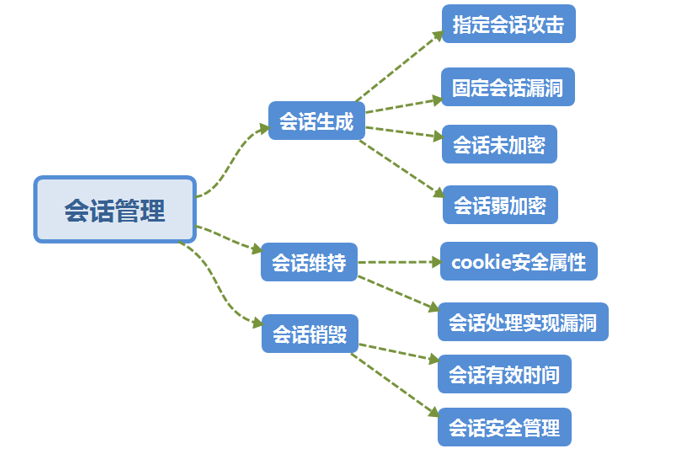 会话管理
会话生成
指定会话攻击
固定会话漏洞
会话未加密
会话弱加密
会话维持
cookie安全属性
会话处理实现漏洞
会话销毁
会话有效时间
会话安全管理